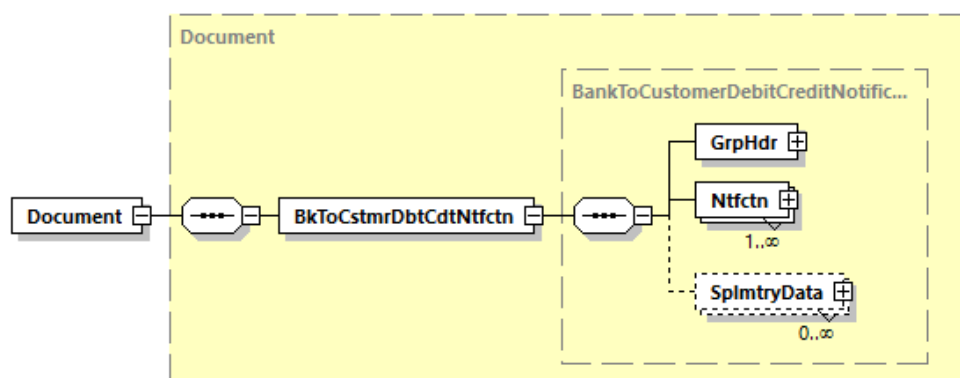 Document
BankToCustomerDebitCreditNotific...
GrpHdr
Document
BkToCstmrDbtCdtNtfctn
Ntfctn
1..∞
SplmtryData
0..∞